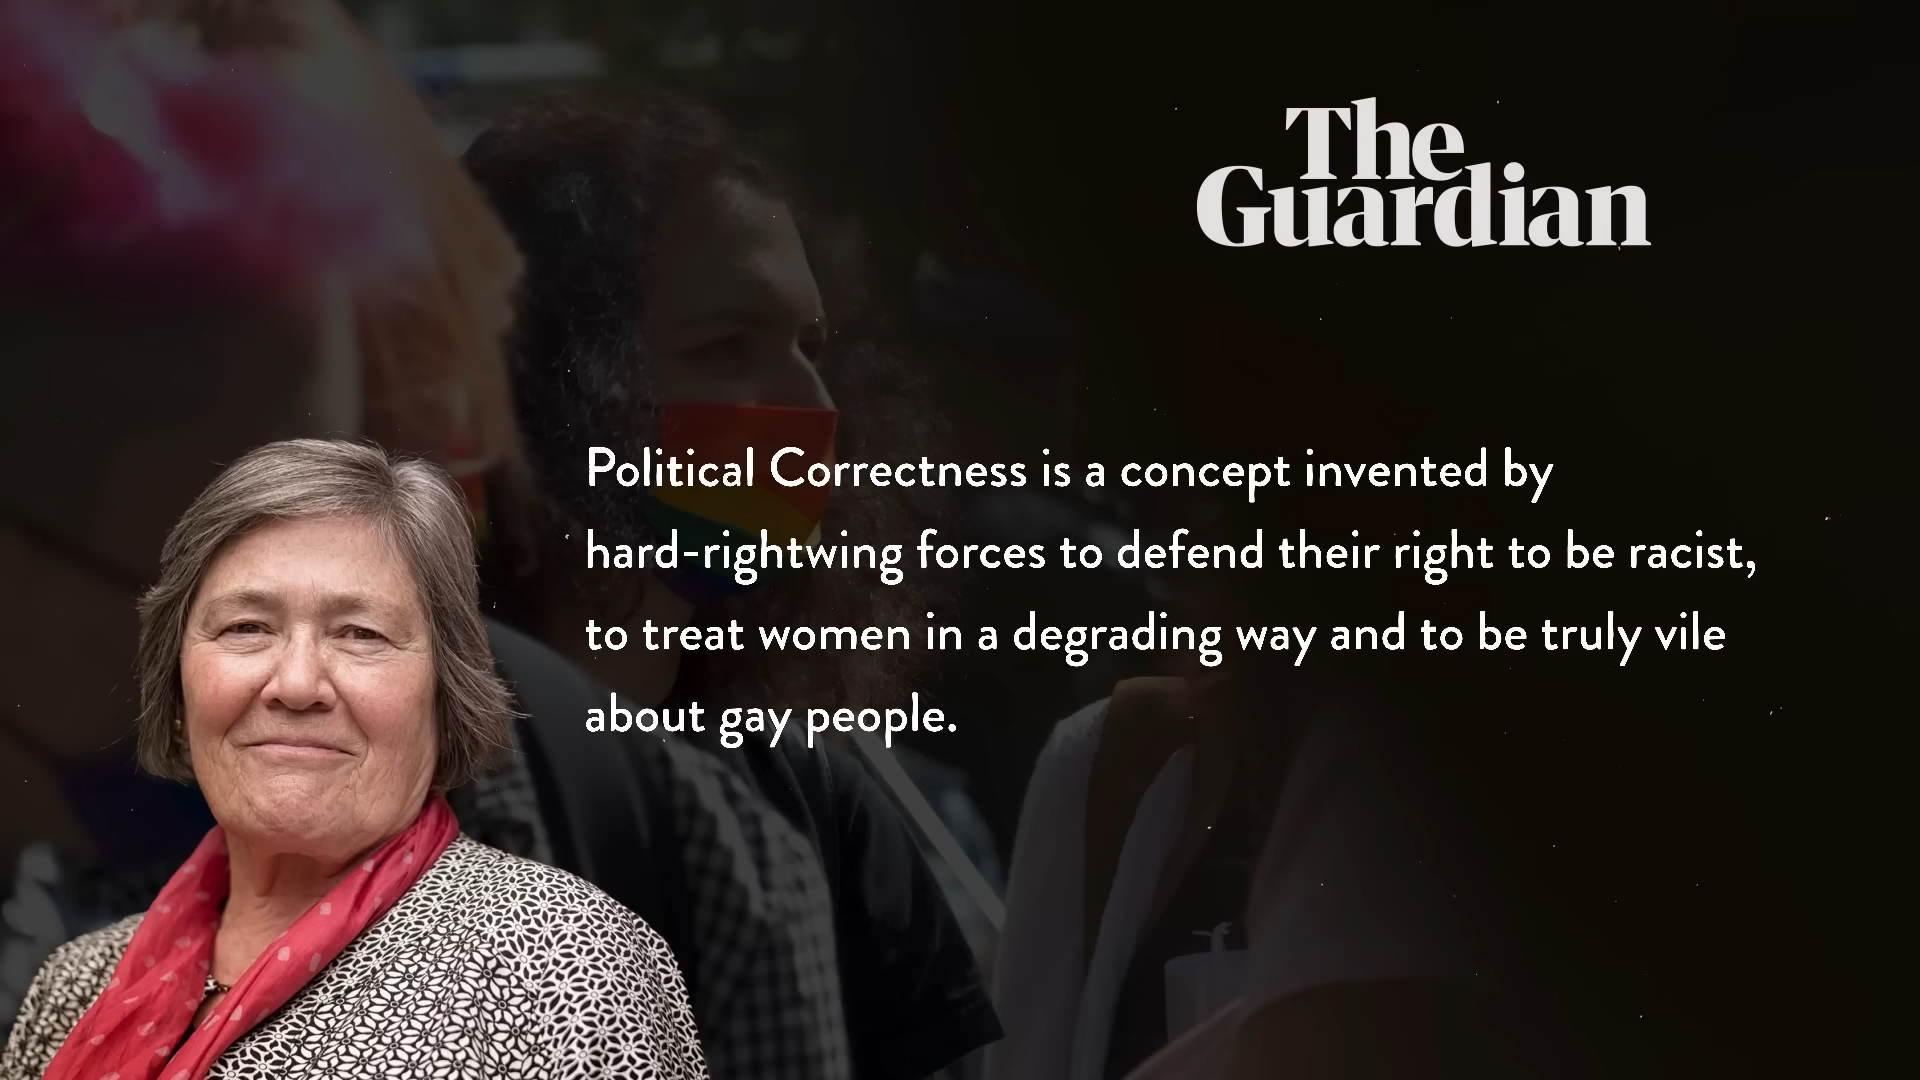 The
Guardian
Political Correctness is a concept invented by
hard-rightwing forces to defend their right to be racist,
to treat women in a degrading way and to be truly vile
about gay people.